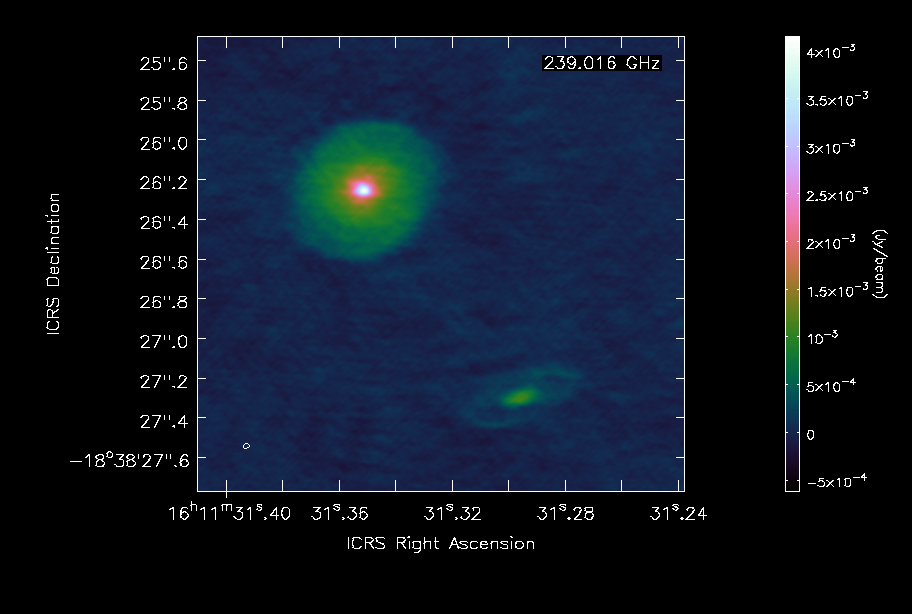 239.016 GHz
25".6
25".8
26".0
26".2
26".4
26".6
26".8
27".0
27".2
27".4
−18°38'27".6
ICRS Declination
16ʰ11ᵐ31ˢ.40
31ˢ.36
31ˢ.32
31ˢ.28
31ˢ.24
ICRS Right Ascension
4×10⁻³
3.5×10⁻³
3×10⁻³
2.5×10⁻³
2×10⁻³
1.5×10⁻³
10⁻³
5×10⁻⁴
0
−5×10⁻⁴
(Jy/beam)